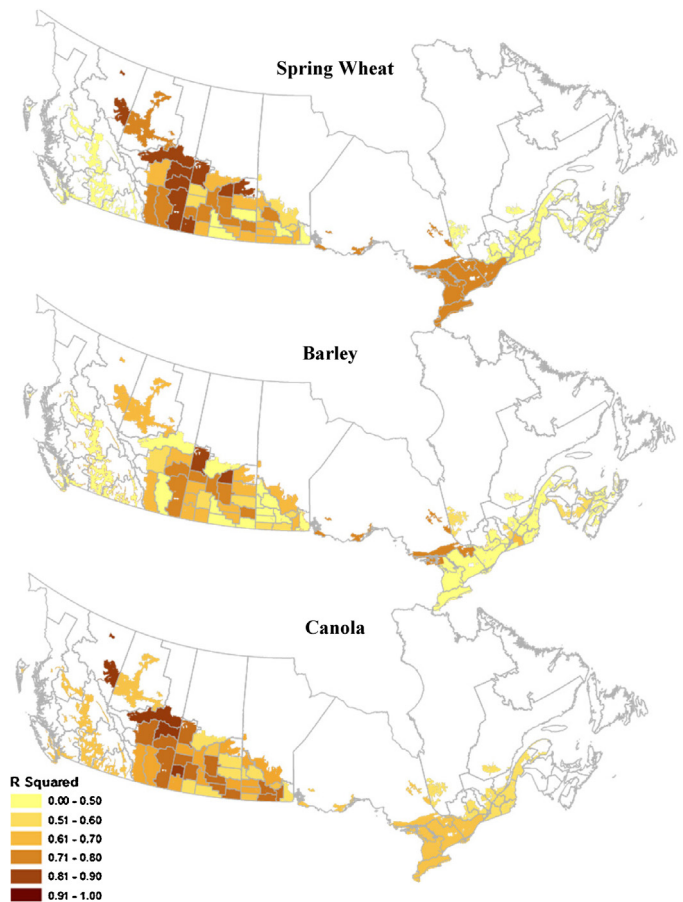 Spring Wheat
Barley
Canola
R Squared
0.00 - 0.50
0.51 - 0.60
0.61 - 0.70
0.71 - 0.80
0.81 - 0.90
0.91 - 1.00